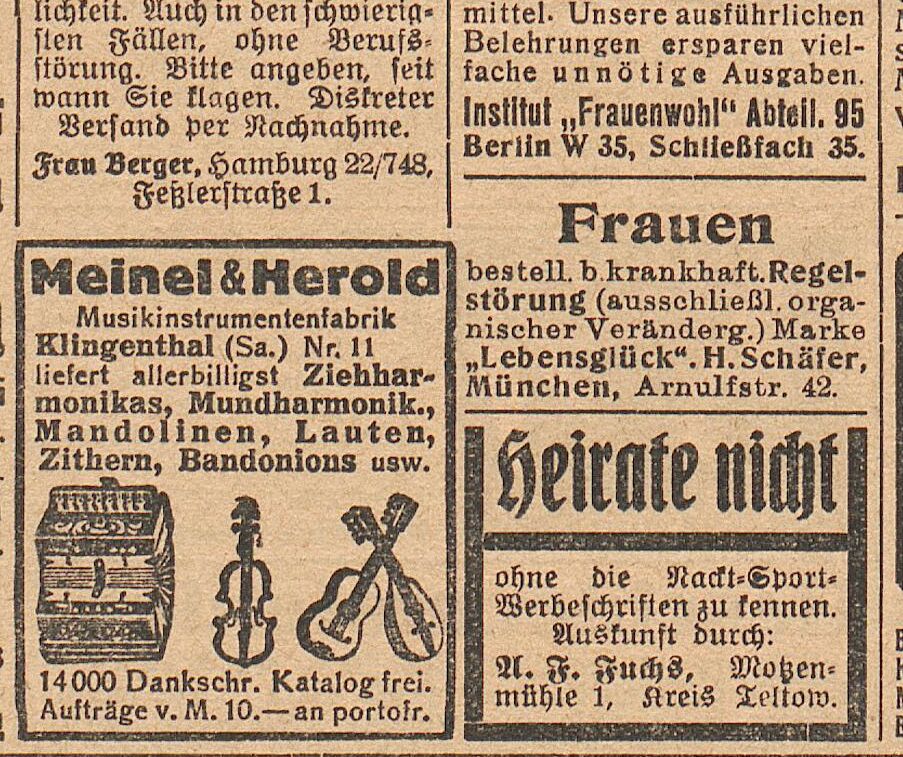 lichkeit. Auch in den schwierig-
sten Fällen, ohne Berufs-
störung. Bitte angeben, seit
wann Sie klagen. Diskreter
Versand per Nachnahme.
Frau Berger, Hamburg 22/748,
Feßlerstraße 1.
Meinel & Herold
Musikinstrumentenfabrik
Klingenthal (Sa.) Nr. 11
liefert allerbilligst Ziehhar-
monikas, Mundharmonik.,
Mandolinen, Lauten,
Zithern, Bandonions usw.
14000 Dankschr. Katalog frei.
Aufträge v. M. 10.— an portofr.
mittel. Unsere ausführlichen
Belehrungen ersparen viel-
fache unnötige Ausgaben.
Institut „Frauenwohl“ Abteil. 95
Berlin W 35, Schließfach 35.
Frauen
bestell. b. krankhaft. Regel-
störung (ausschließl. orga-
nischer Veränderg.) Marke
„Lebensglück“. H. Schäfer,
München, Arnulfstr. 42.
Heirate nicht
ohne die Nackt-Sport-
Werbeschriften zu kennen.
Auskunft durch:
A. F. Fuchs, Motzen-
mühle 1, Kreis Teltow.